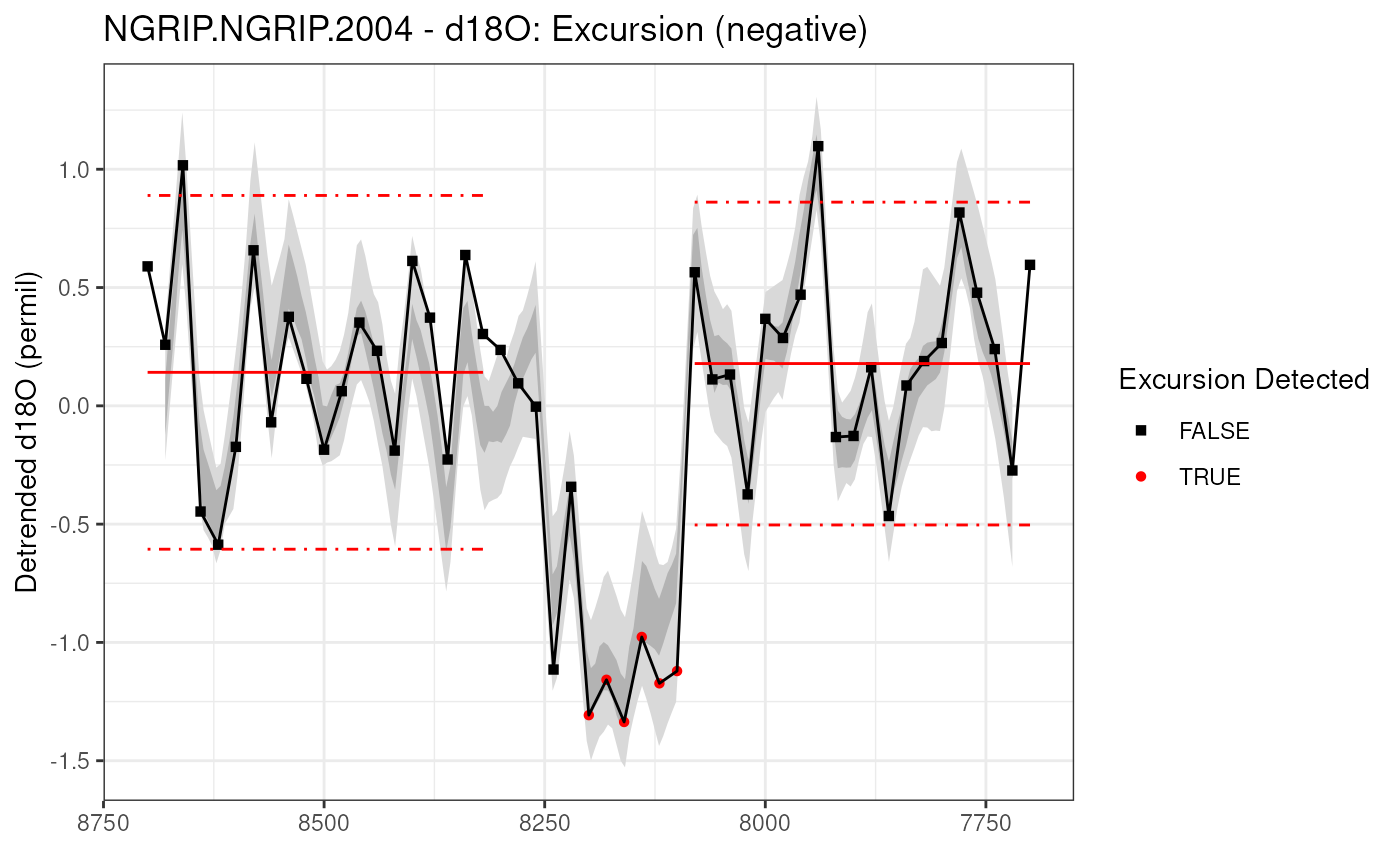 NGRIP.NGRIP.2004 - d18O: Excursion (negative)
Detrended d18O (permil)
1.0
0.5
0.0
-0.5
-1.0
-1.5
8750
8500
8250
8000
7750
Excursion Detected
FALSE
TRUE